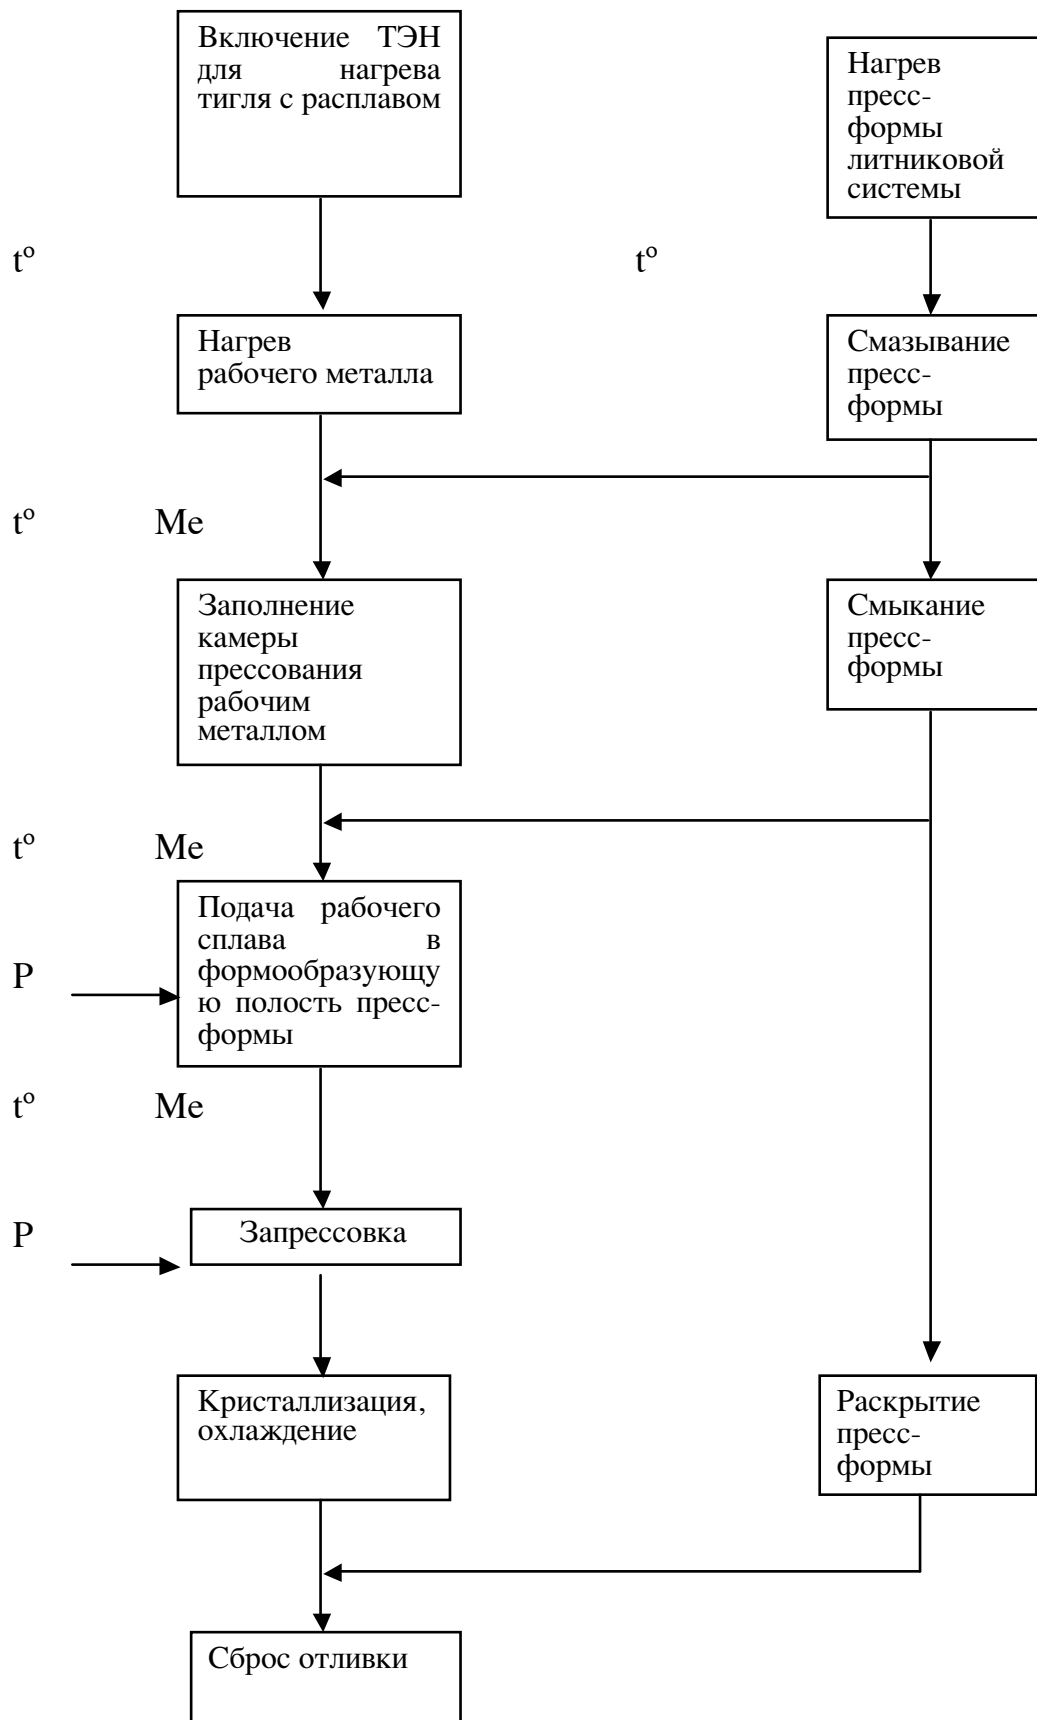 Включение ТЭН
для нагрева
тигля с расплавом
Нагрев
пресс-
формы
литниковой
системы
tº
tº
Нагрев
рабочего металла
Смазывание
пресс-
формы
tº Me
Заполнение
камеры
прессования
рабочим
металлом
Смыкание
пресс-
формы
tº Me
Подача рабочего
сплава в
формообразующу
ю полость пресс-
формы
P
tº Me
P
Запрессовка
Кристаллизация,
охлаждение
Раскрытие
пресс-
формы
Сброс отливки